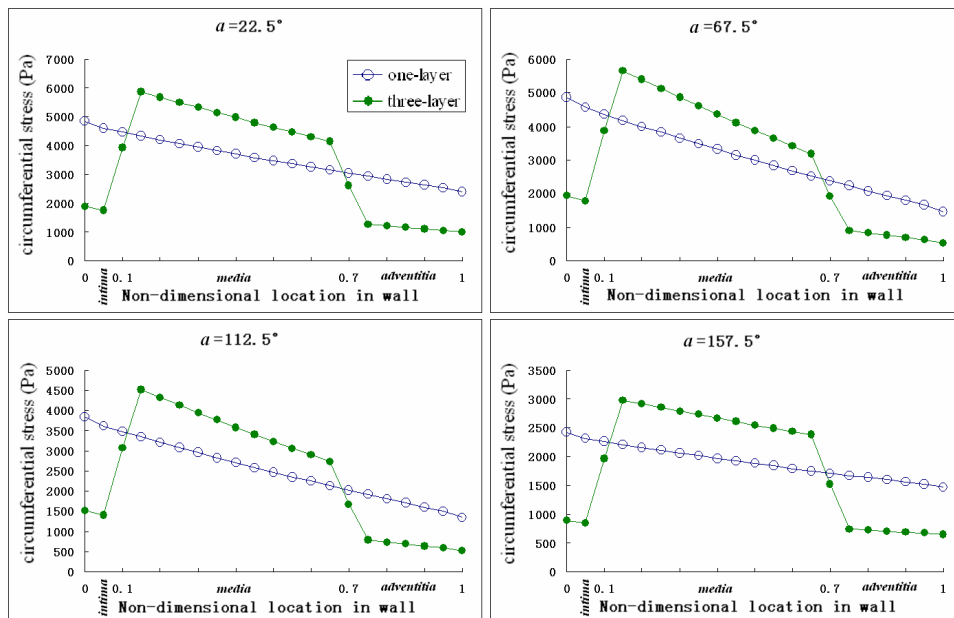 a=22.5°
circumferential stress (Pa)
7000
6000
5000
4000
3000
2000
1000
0
one-layer
three-layer
0 0.1 0.7 1
intima media adventitia
Non-dimensional location in wall
a=67.5°
circumferential stress (Pa)
6000
5000
4000
3000
2000
1000
0
0 0.1 0.7 1
intima media adventitia
Non-dimensional location in wall
a=112.5°
circumferential stress (Pa)
5000
4500
4000
3500
3000
2500
2000
1500
1000
500
0
0 0.1 0.7 1
intima media adventitia
Non-dimensional location in wall
a=157.5°
circumferential stress (Pa)
3500
3000
2500
2000
1500
1000
500
0
0 0.1 0.7 1
intima media adventitia
Non-dimensional location in wall